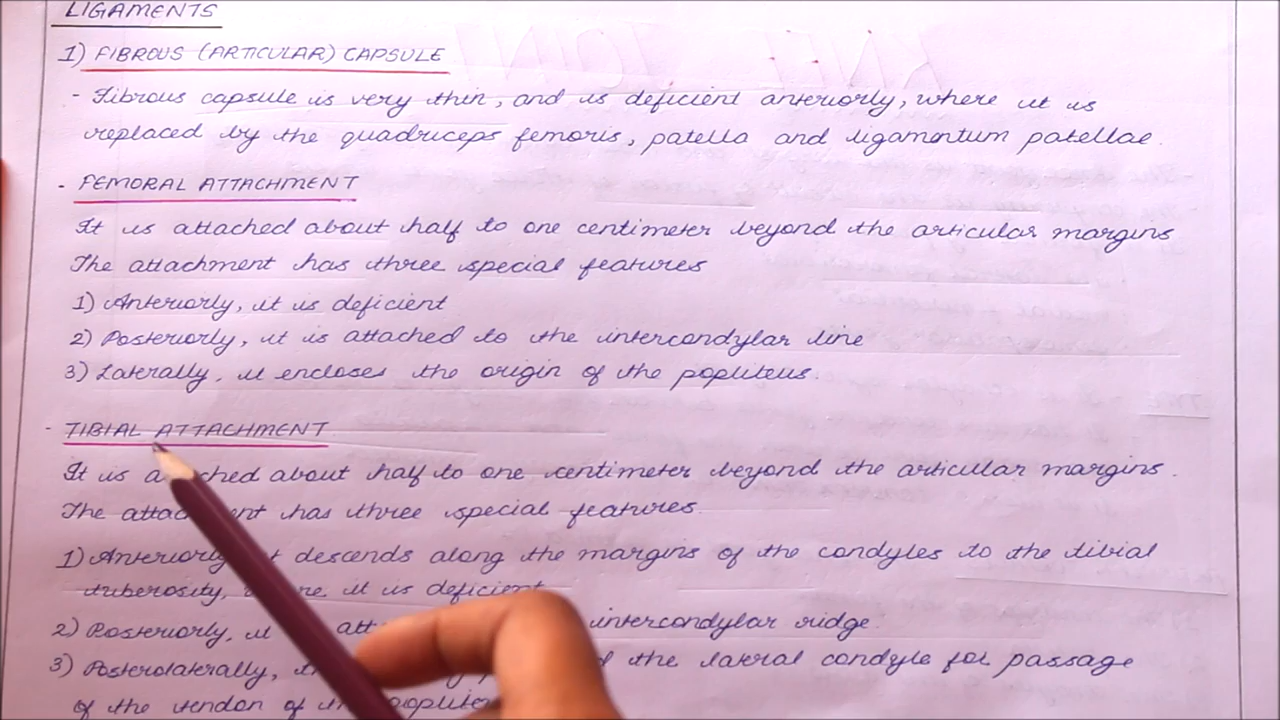 LIGAMENTS
1) FIBROUS (ARTICULAR) CAPSULE
- Fibrous capsule is very thin, and is deficient anteriorly, where it is
replaced by the quadriceps femoris, patella and ligamentum patellae.
- FEMORAL ATTACHMENT
It is attached about half to one centimeter beyond the articular margins
The attachment has three special features
1) Anteriorly, it is deficient
2) Posteriorly, it is attached to the intercondylar line
3) Laterally, it encloses the origin of the popliteus.
- TIBIAL ATTACHMENT
It is attached about half to one centimeter beyond the articular margins.
The attachment has three special features.
1) Anteriorly, it descends along the margins of the condyles to the tibial
tuberosity, where it is deficient
2) Posteriorly, it intercondylar ridge.
3) Posterolaterally, the lateral condyle for passage
of the tendon of the